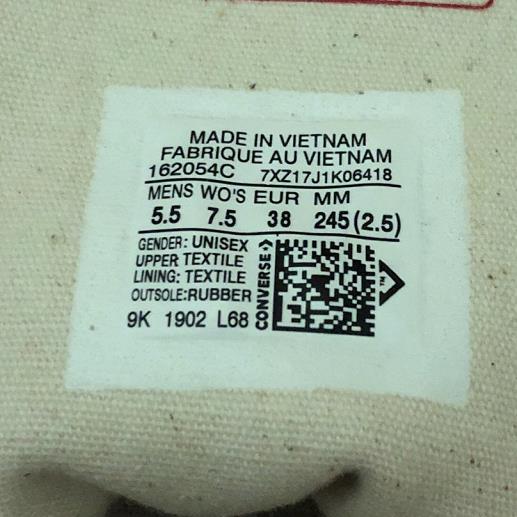 MADE IN VIETNAM
FABRIQUE AU VIETNAM
162054C 7XZ17J1K06418
MENS WO'S EUR MM
5.5 7.5 38 245(2.5)
GENDER: UNISEX
UPPER TEXTILE
LINING: TEXTILE
OUTSOLE:RUBBER
9K 1902 L68
CONVERSE
TM